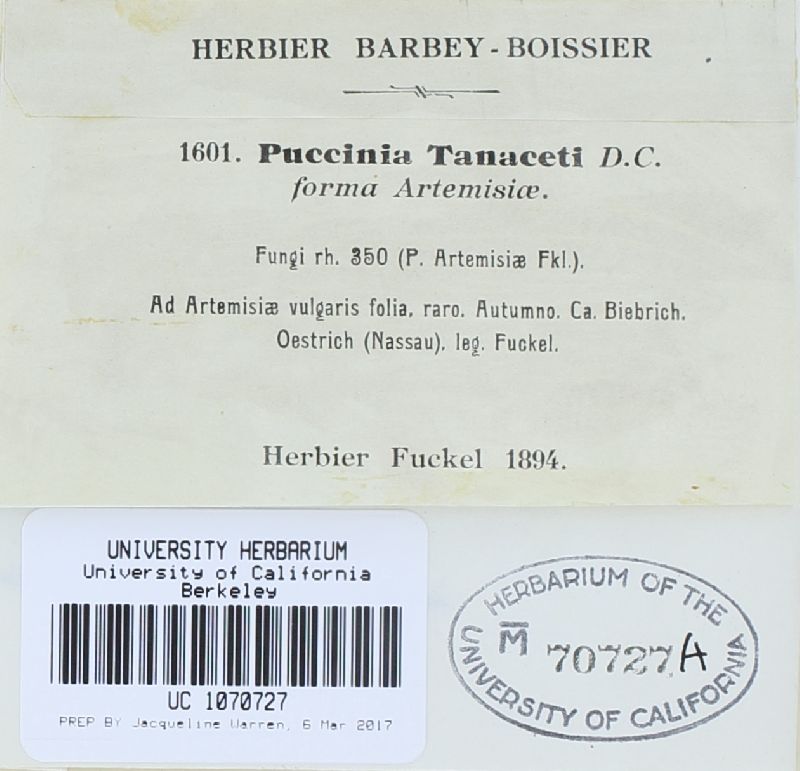 HERBIER BARBEY-BOISSIER
1601. Puccinia Tanaceti D.C.
forma Artemisiæ.
Fungi rh. 350 (P. Artemisiæ Fkl.).
Ad Artemisiæ vulgaris folia, raro. Autumno. Ca. Biebrich.
Oestrich (Nassau). leg. Fuckel.
Herbier Fuckel 1894.
UNIVERSITY HERBARIUM
University of California
Berkeley
UC 1070727
PREP BY Jacqueline Warren, 6 Mar 2017
HERBARIUM OF THE
M̅ 70727 A
UNIVERSITY OF CALIFORNIA